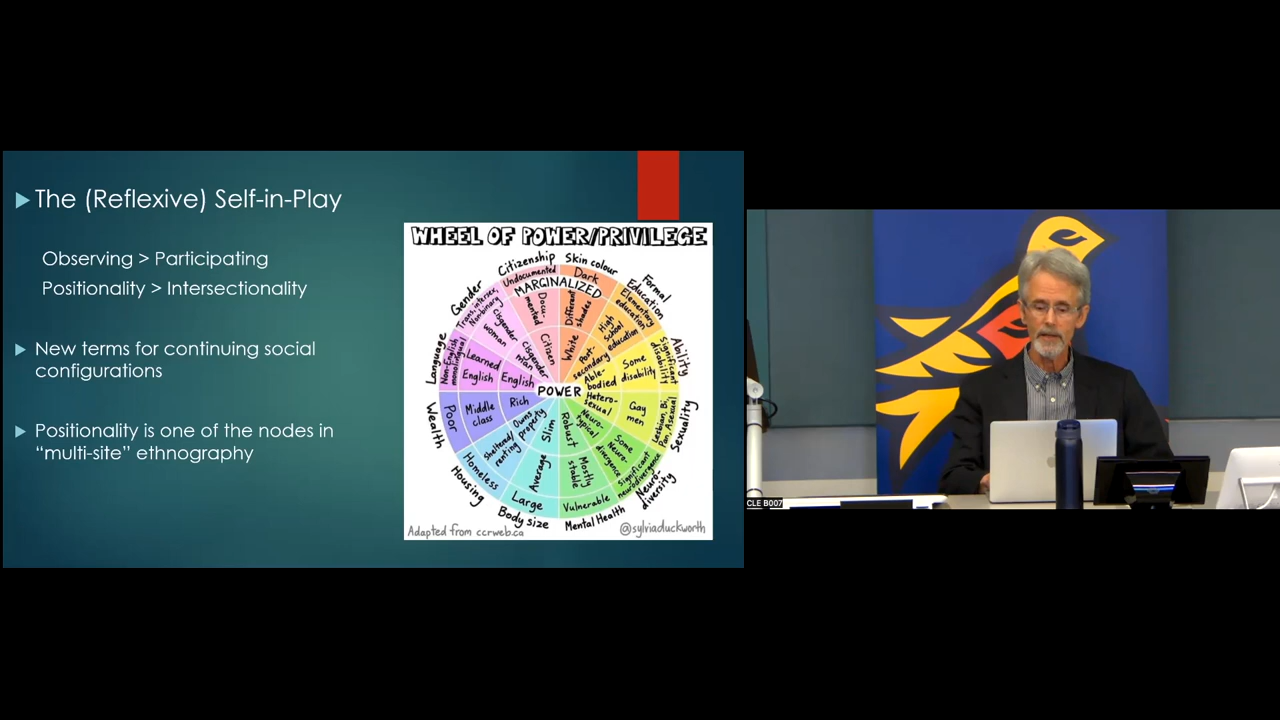 The (Reflexive) Self-in-Play
Observing > Participating
Positionality > Intersectionality
New terms for continuing social
configurations
Positionality is one of the nodes in
“multi-site” ethnography
WHEEL OF POWER/PRIVILEGE
Citizenship
Undocumented
Docu-
mented
Citizen
Skin colour
Dark
Different
shades
White
MARGINALIZED
POWER
Formal
Education
Elementary
education
High
school
education
Post-
secondary
Ability
Significant
disability
Some
disability
Able-
bodied
Sexuality
Lesbian, Bi,
Pan, Asexual
Gay
men
Hetero-
sexual
Neuro-
diversity
Significant
neurodivergence
Some
Neuro-
divergence
Neuro-
typical
Mental Health
Vulnerable
Mostly
stable
Robust
Body size
Large
Average
Slim
Housing
Homeless
Sheltered/
renting
Owns
property
Wealth
Poor
Middle
class
Rich
Language
Non-English
monolingual
Learned
English
English
Gender
Trans, intersex,
Nonbinary
Cisgender
woman
Cisgender
man
Adapted from ccrweb.ca
@sylviaduckworth
CLE B007